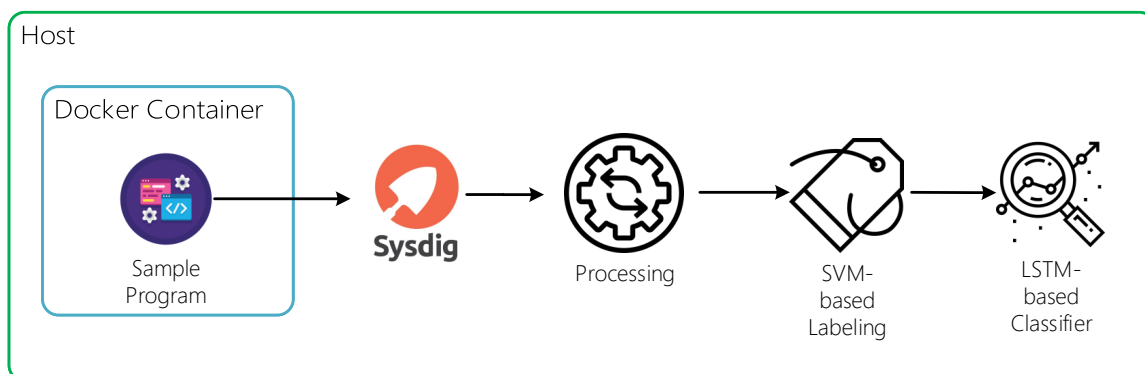 Host
Docker Container
</>
Sample
Program
Sysdig
Processing
SVM-
based
Labeling
LSTM-
based
Classifier